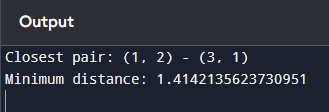 Output
Closest pair: (1, 2) - (3, 1)
Minimum distance: 1.4142135623730951